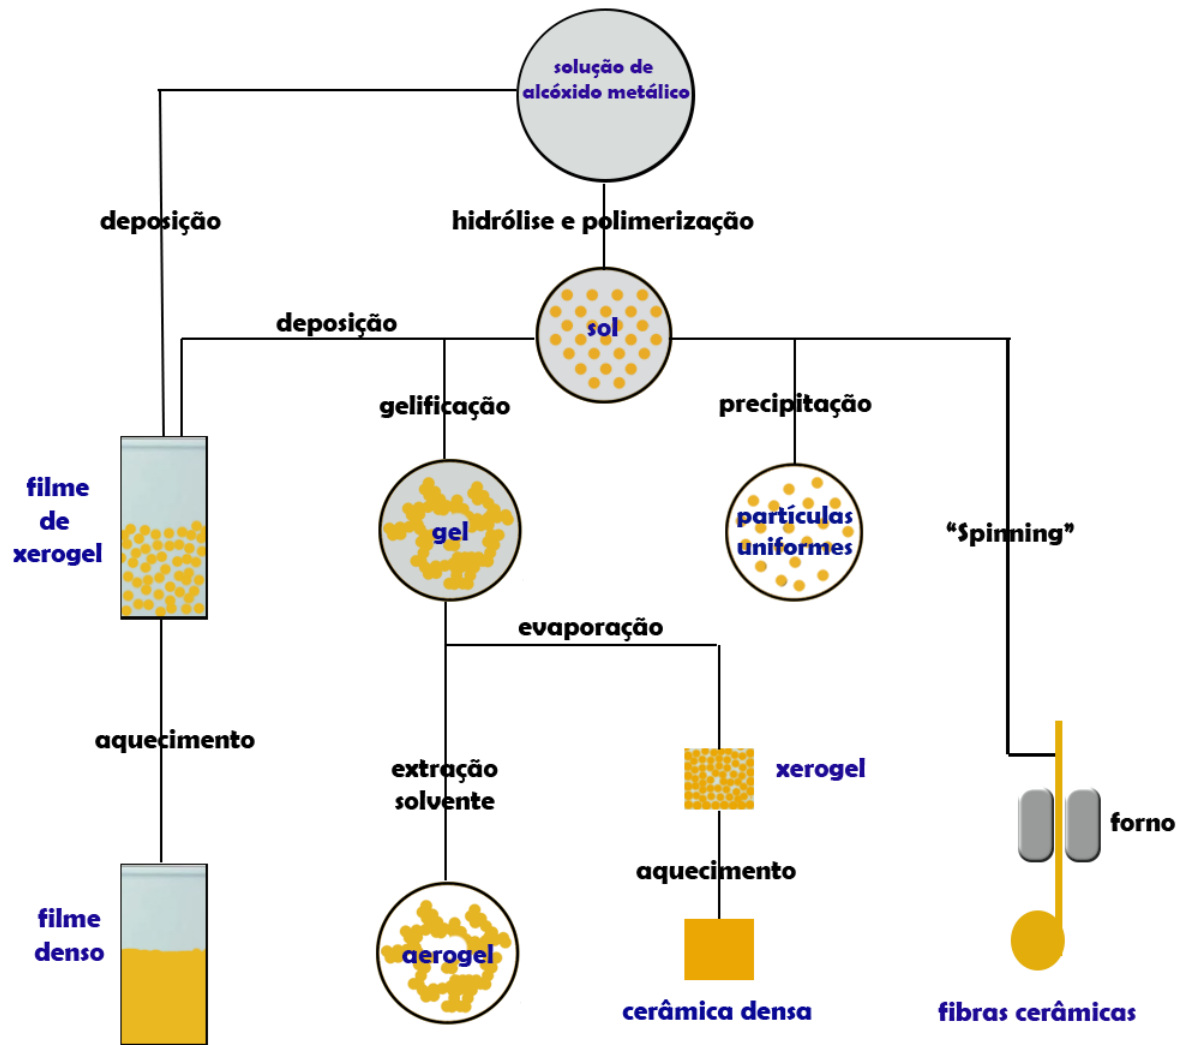 solução de
alcóxido metálico
deposição
hidrólise e polimerização
deposição
sol
gelificação
precipitação
filme
de
xerogel
gel
partículas
uniformes
“Spinning”
evaporação
aquecimento
extração
solvente
xerogel
forno
aquecimento
filme
denso
aerogel
cerâmica densa
fibras cerâmicas